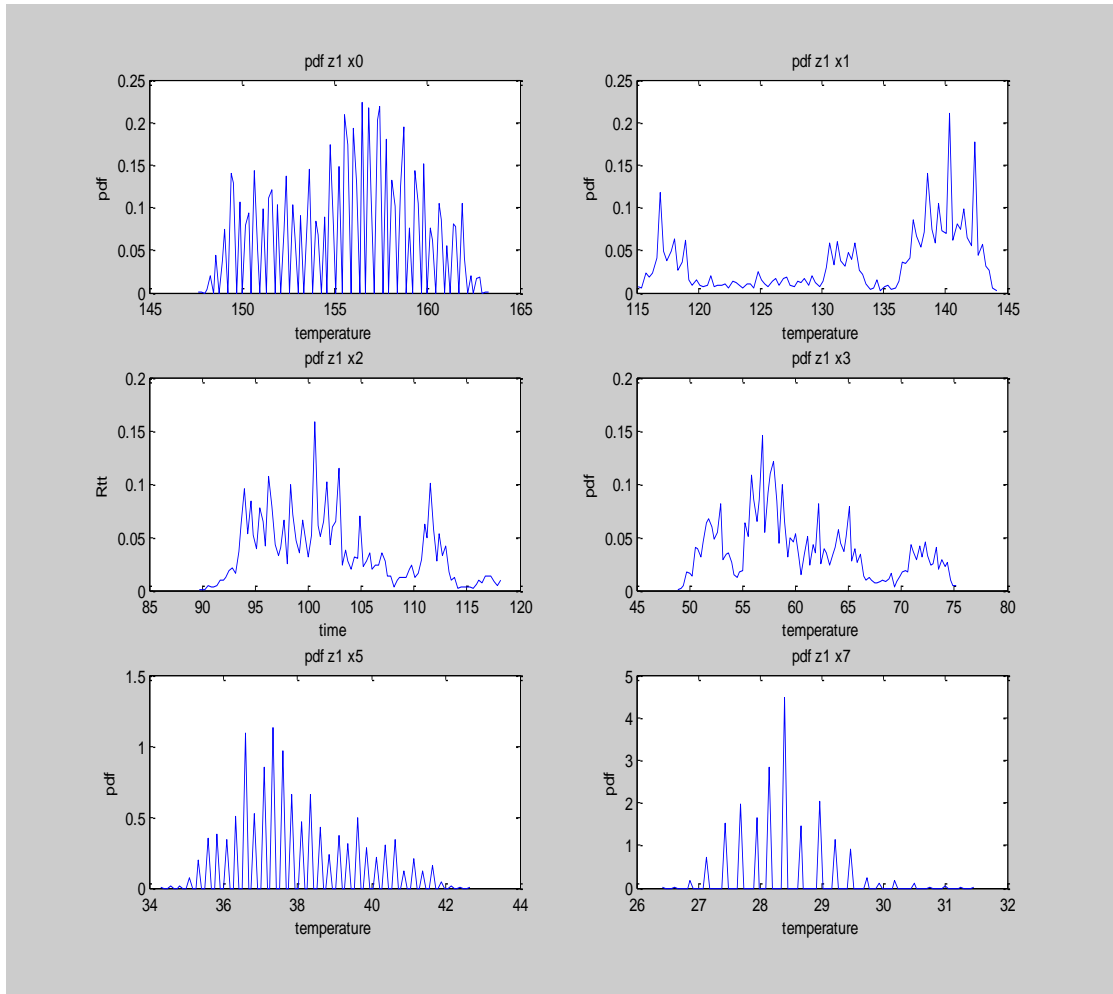 pdf z1 x0
0.25
0.2
0.15
0.1
0.05
0
pdf
145 150 155 160 165
temperature
pdf z1 x1
0.25
0.2
0.15
0.1
0.05
0
pdf
115 120 125 130 135 140 145
temperature
pdf z1 x2
0.2
0.15
0.1
0.05
0
Rtt
85 90 95 100 105 110 115 120
time
pdf z1 x3
0.2
0.15
0.1
0.05
0
pdf
45 50 55 60 65 70 75 80
temperature
pdf z1 x5
1.5
1
0.5
0
pdf
34 36 38 40 42 44
temperature
pdf z1 x7
5
4
3
2
1
0
pdf
26 27 28 29 30 31 32
temperature